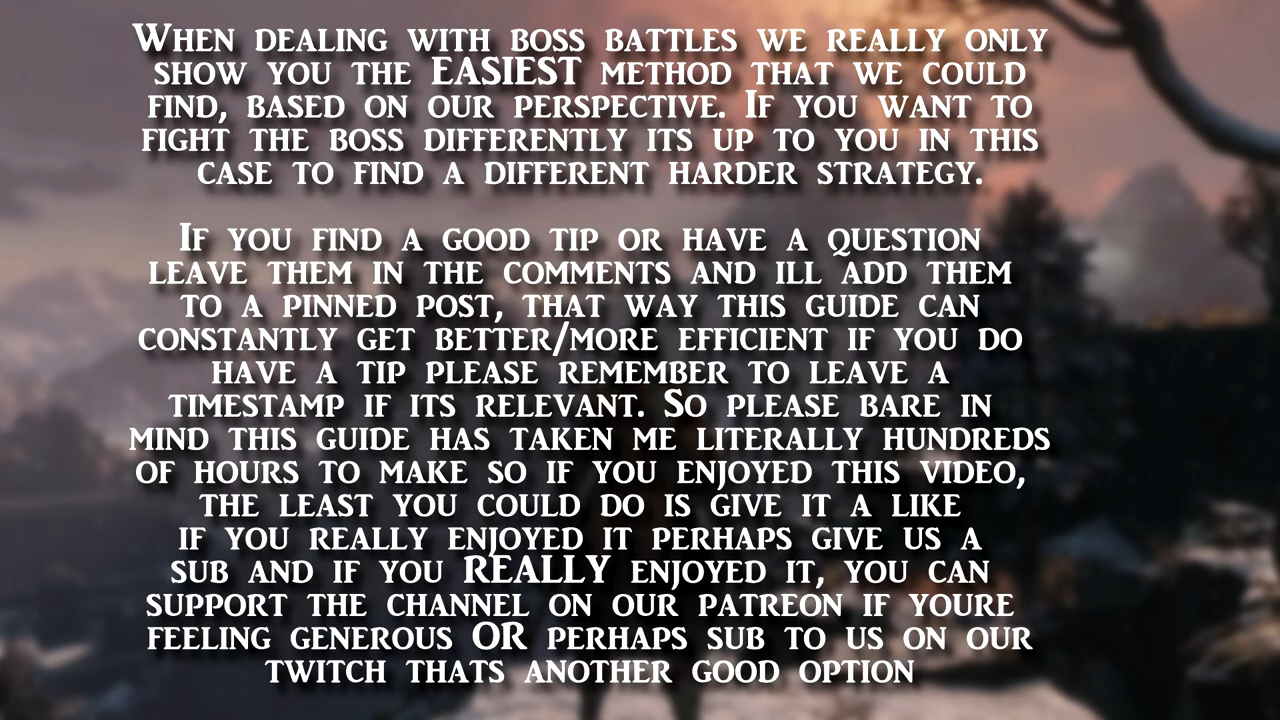 When dealing with boss battles we really only
show you the EASIEST method that we could
find, based on our perspective. If you want to
fight the boss differently its up to you in this
case to find a different harder strategy.
If you find a good tip or have a question
leave them in the comments and ill add them
to a pinned post, that way this guide can
constantly get better/more efficient if you do
have a tip please remember to leave a
timestamp if its relevant. So please bare in
mind this guide has taken me literally hundreds
of hours to make so if you enjoyed this video,
the least you could do is give it a like
if you really enjoyed it perhaps give us a
sub and if you REALLY enjoyed it, you can
support the channel on our patreon if youre
feeling generous OR perhaps sub to us on our
twitch thats another good option